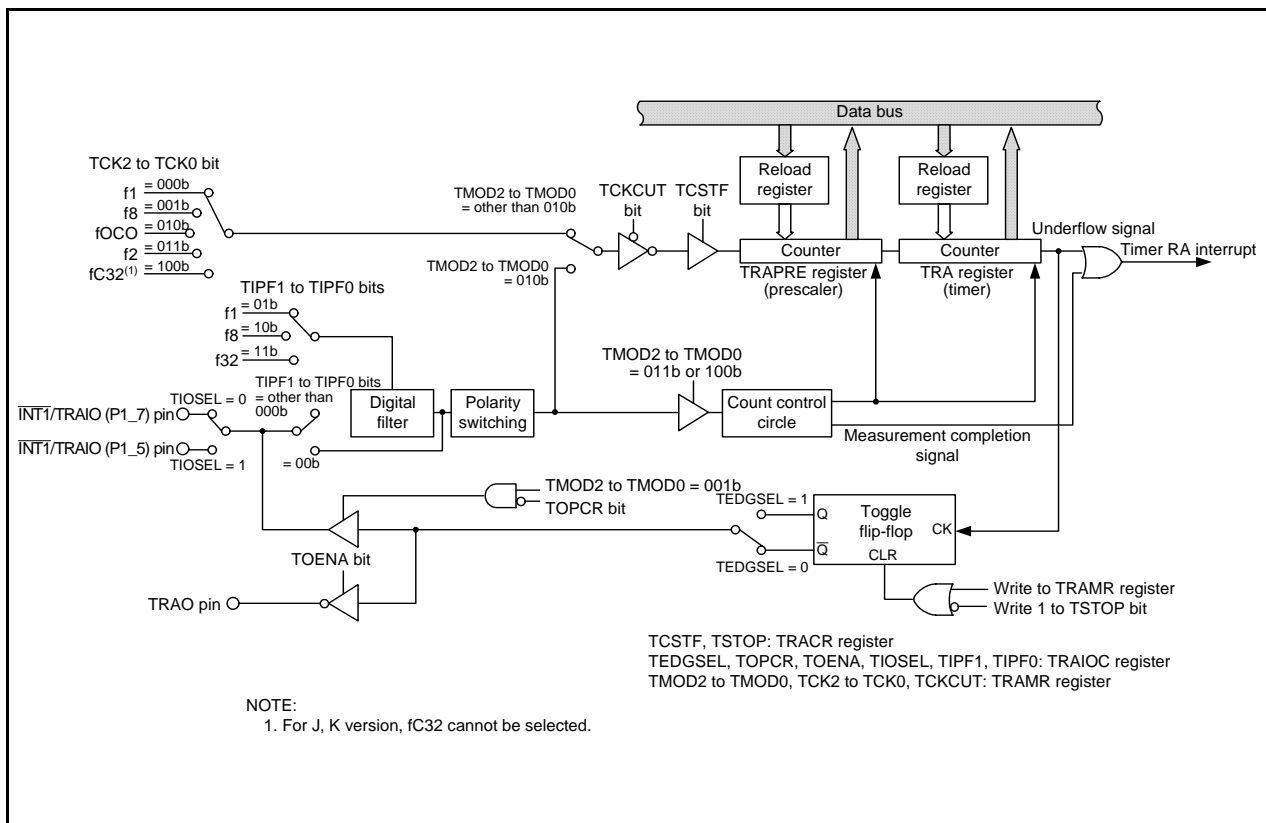 Data bus
TCK2 to TCK0 bit
f1
= 000b
f8
= 001b
fOCO
= 010b
f2
= 011b
fC32(1)
= 100b
TMOD2 to TMOD0
= other than 010b
TMOD2 to TMOD0
= 010b
TCKCUT
bit
TCSTF
bit
Reload
register
Reload
register
Counter
TRAPRE register
(prescaler)
Counter
TRA register
(timer)
Underflow signal
Timer RA interrupt
TIPF1 to TIPF0 bits
f1
= 01b
f8
= 10b
f32
= 11b
TIPF1 to TIPF0 bits
= other than
000b
= 00b
TIOSEL = 0
INT1/TRAIO (P1_7) pin
INT1/TRAIO (P1_5) pin
TIOSEL = 1
Digital
filter
Polarity
switching
TMOD2 to TMOD0
= 011b or 100b
Count control
circle
Measurement completion
signal
TMOD2 to TMOD0 = 001b
TOPCR bit
TEDGSEL = 1
TEDGSEL = 0
Q
Q
Toggle
flip-flop
CK
CLR
TOENA bit
TRAO pin
Write to TRAMR register
Write 1 to TSTOP bit
TCSTF, TSTOP: TRACR register
TEDGSEL, TOPCR, TOENA, TIOSEL, TIPF1, TIPF0: TRAIOC register
TMOD2 to TMOD0, TCK2 to TCK0, TCKCUT: TRAMR register
NOTE:
1. For J, K version, fC32 cannot be selected.